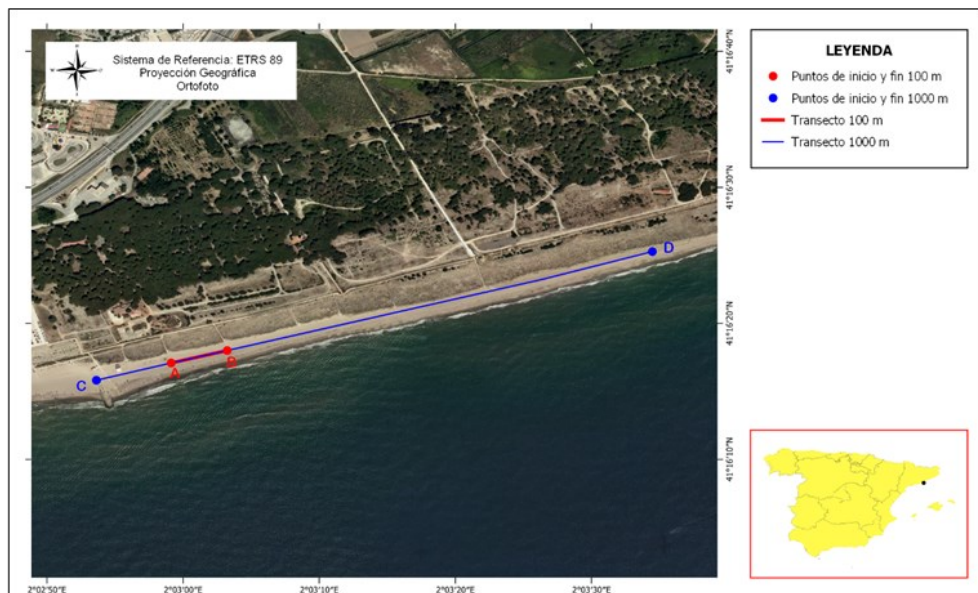 Sistema de Referencia: ETRS 89
Proyección Geográfica
Ortofoto
N
C
A
B
D
41°16'40"N
41°16'30"N
41°16'20"N
41°16'10"N
2°02'50"E
2°03'00"E
2°03'10"E
2°03'20"E
2°03'30"E
LEYENDA
Puntos de inicio y fin 100 m
Puntos de inicio y fin 1000 m
Transecto 100 m
Transecto 1000 m